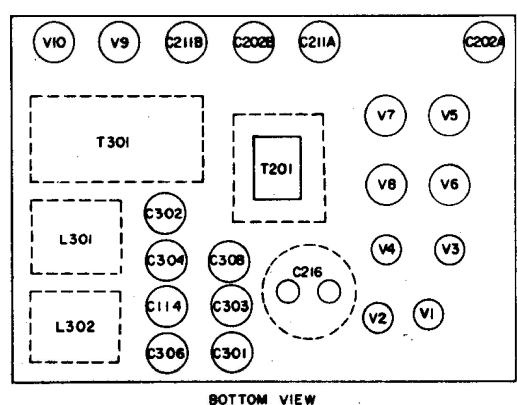 V10 V9 C211B C202B C211A C202A
V7 V5
T301
T201
V8 V6
C302
L301
V4 V3
C304 C308
C216
C114 C303
V2 V1
L302
C306 C301
BOTTOM VIEW